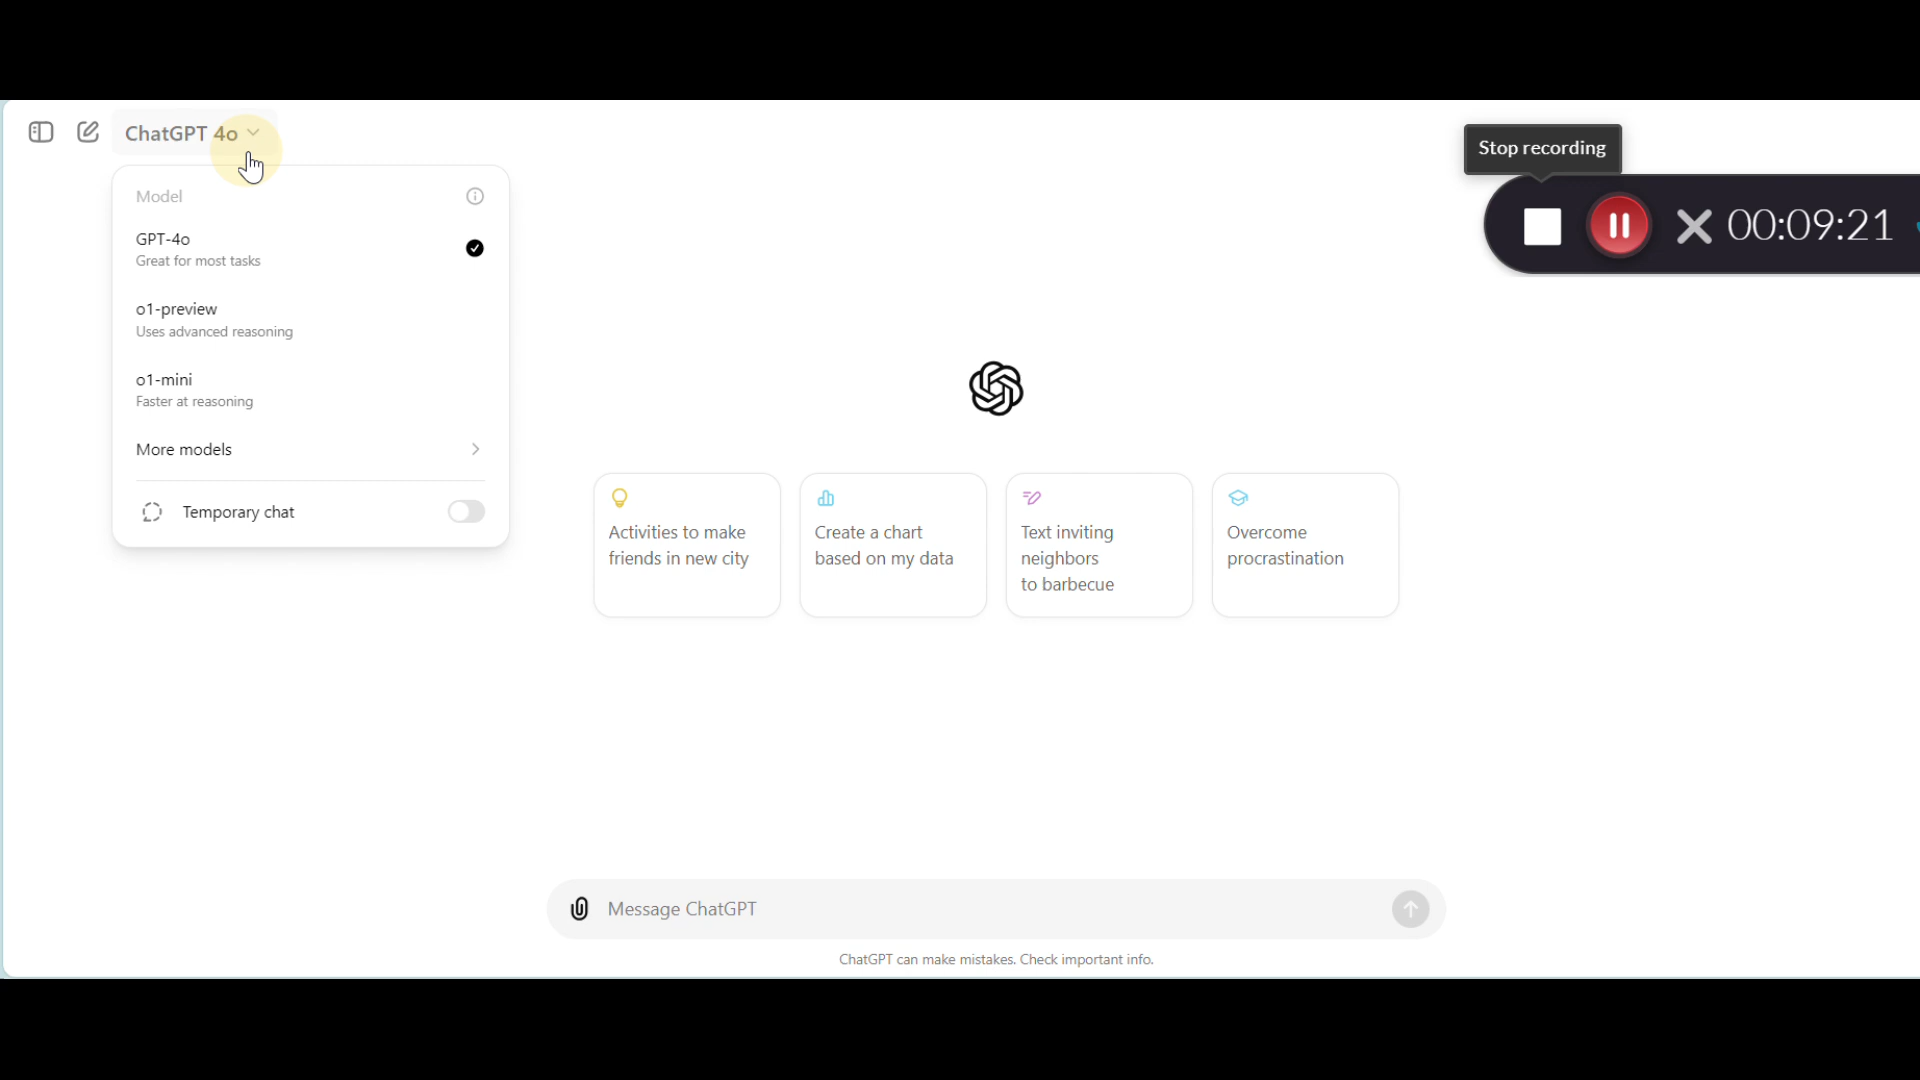 ChatGPT 4o
Stop recording
00:09:21
Model
GPT-4o
Great for most tasks
o1-preview
Uses advanced reasoning
o1-mini
Faster at reasoning
More models
Temporary chat
Activities to make
friends in new city
Create a chart
based on my data
Text inviting
neighbors
to barbecue
Overcome
procrastination
Message ChatGPT
ChatGPT can make mistakes. Check important info.